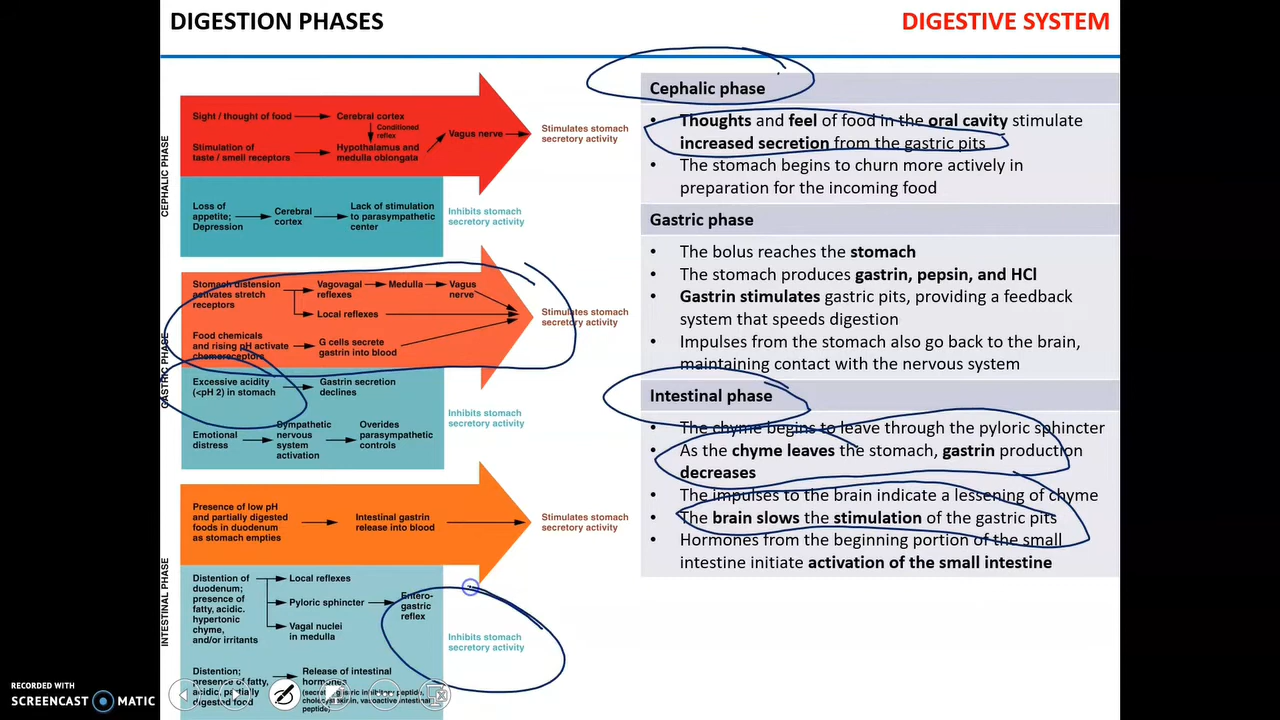 DIGESTION PHASES
DIGESTIVE SYSTEM
CEPHALIC PHASE
Sight / thought of food
Cerebral cortex
Conditioned
reflex
Stimulation of
taste / smell receptors
Hypothalamus and
medulla oblongata
Vagus nerve
Stimulates stomach
secretory activity
Loss of
appetite;
Depression
Cerebral
cortex
Lack of stimulation
to parasympathetic
center
Inhibits stomach
secretory activity
GASTRIC PHASE
Stomach distension
activates stretch
receptors
Vagovagal
reflexes
Medulla
Vagus
nerve
Local reflexes
Food chemicals
and rising pH activate
chemoreceptors
G cells secrete
gastrin into blood
Stimulates stomach
secretory activity
Excessive acidity
(<pH 2) in stomach
Gastrin secretion
declines
Emotional
distress
Sympathetic
nervous
system
activation
Overides
parasympathetic
controls
Inhibits stomach
secretory activity
INTESTINAL PHASE
Presence of low pH
and partially digested
foods in duodenum
as stomach empties
Intestinal gastrin
release into blood
Stimulates stomach
secretory activity
Distention of
duodenum;
presence of
fatty, acidic.
hypertonic
chyme,
and/or irritants
Local reflexes
Pyloric sphincter
Vagal nuclei
in medulla
Entero-
gastric
reflex
Inhibits stomach
secretory activity
Distention;
presence of fatty,
acidic, partially
digested food
Release of intestinal
hormones
Cephalic phase
• Thoughts and feel of food in the oral cavity stimulate
increased secretion from the gastric pits
• The stomach begins to churn more actively in
preparation for the incoming food
Gastric phase
• The bolus reaches the stomach
• The stomach produces gastrin, pepsin, and HCl
• Gastrin stimulates gastric pits, providing a feedback
system that speeds digestion
• Impulses from the stomach also go back to the brain,
maintaining contact with the nervous system
Intestinal phase
• The chyme begins to leave through the pyloric sphincter
• As the chyme leaves the stomach, gastrin production
decreases
• The impulses to the brain indicate a lessening of chyme
• The brain slows the stimulation of the gastric pits
• Hormones from the beginning portion of the small
intestine initiate activation of the small intestine
RECORDED WITH
SCREENCAST MATIC